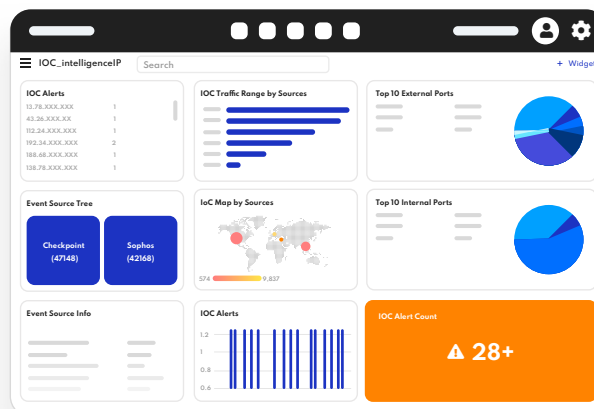 IOC_intelligenceIP
Search
+ Widget
IOC Alerts
13.78.XXX.XXX 1
43.26.XXX.XX 1
112.24.XXX.XXX 1
192.34.XXX.XXX 2
188.68.XXX.XXX 1
138.78.XXX.XXX 1
IOC Traffic Range by Sources
Top 10 External Ports
Event Source Tree
Checkpoint
(47148)
Sophos
(42168)
IoC Map by Sources
574
9,837
Top 10 Internal Ports
Event Source Info
IOC Alerts
1.2
1
0.8
0.6
IOC Alert Count
28+